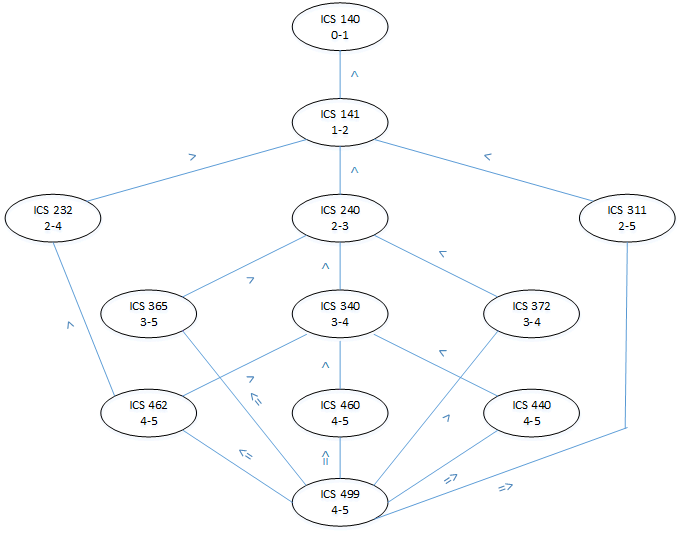 ICS 140
0-1
^
ICS 141
1-2
>
^
<
ICS 232
2-4
ICS 240
2-3
ICS 311
2-5
>
^
<
ICS 365
3-5
ICS 340
3-4
ICS 372
3-4
^
>
^
<
<=
^
ICS 462
4-5
ICS 460
4-5
ICS 440
4-5
<=
<=
=>
=>
ICS 499
4-5